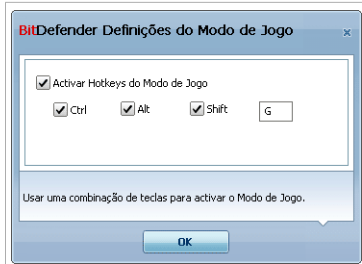 BitDefender Definições do Modo de Jogo
Activar Hotkeys do Modo de Jogo
Ctrl Alt Shift G
Usar uma combinação de teclas para activar o Modo de Jogo.
OK